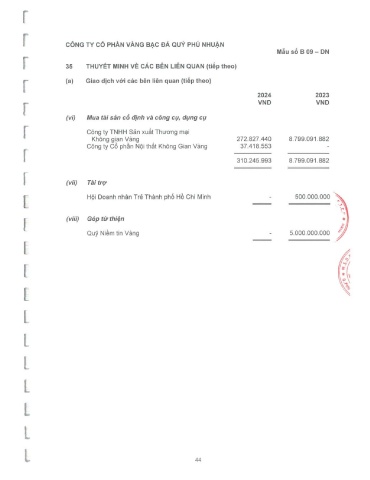 CÔNG TY CỔ PHẦN VÀNG BẠC ĐÁ QUÝ PHÚ NHUẬN
Mẫu số B 09 – DN
38 THUYẾT MINH VỀ CÁC BÊN LIÊN QUAN (tiếp theo)
(a) Giao dịch với các bên liên quan (tiếp theo)
2024 2023
VND VND
(vi) Mua tài sản cố định và công cụ, dụng cụ
Công ty TNHH Sản xuất Thương mại
Không gian Vàng 272.827.440 8.799.091.882
Công ty Cổ phần Nội thất Không Gian Vàng 37.418.553 -
310.245.993 8.799.091.882
(vii) Tài trợ
Hội Doanh nhân Trẻ Thành phố Hồ Chí Minh - 500.000.000
(viii) Góp từ thiện
Quỹ Niềm tin Vàng - 5.000.000.000
44